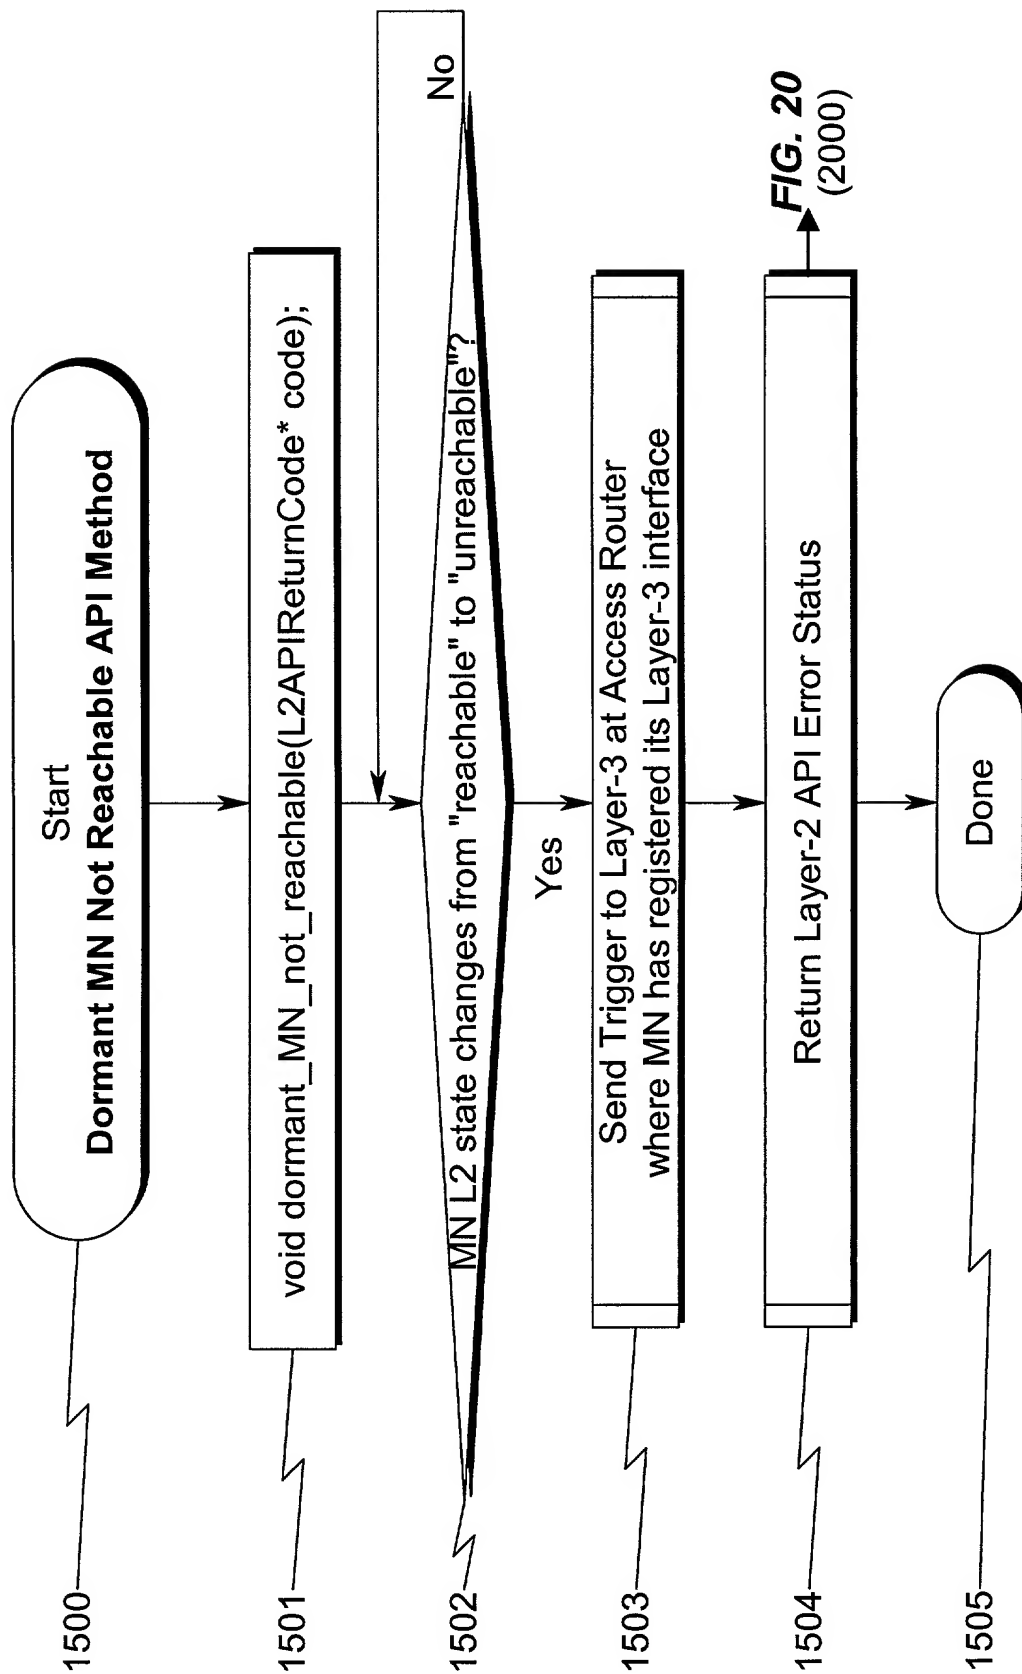 1500
Start
Dormant MN Not Reachable API Method
1501
void dormant_MN_not_reachable(L2APIReturnCode* code);
1502
MN L2 state changes from "reachable" to "unreachable"?
No
Yes
1503
Send Trigger to Layer-3 at Access Router
where MN has registered its Layer-3 interface
1504
Return Layer-2 API Error Status
FIG. 20
(2000)
1505
Done